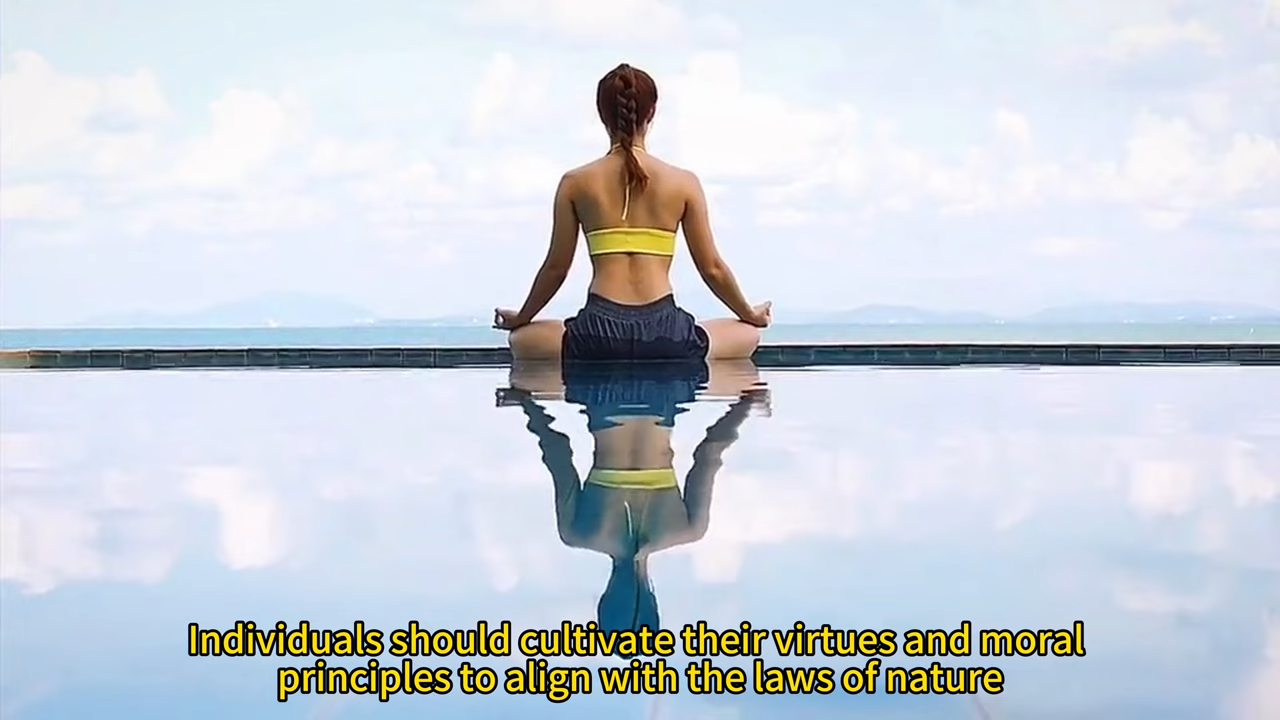 Individuals should cultivate their virtues and moral
principles to align with the laws of nature